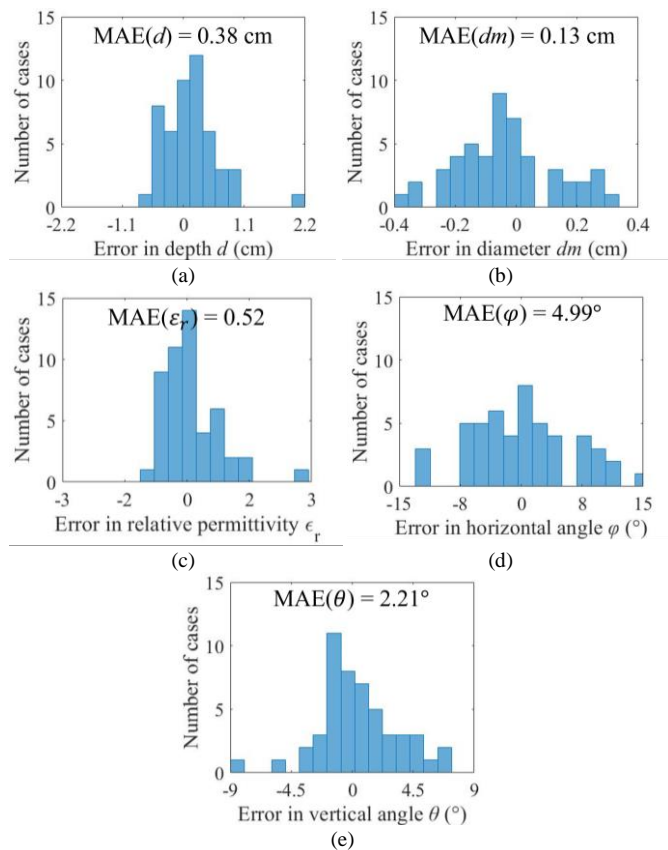 MAE(d) = 0.38 cm
15
10
5
0
Number of cases
-2.2 -1.1 0 1.1 2.2
Error in depth d (cm)
(a)
MAE(dm) = 0.13 cm
15
10
5
0
Number of cases
-0.4 -0.2 0 0.2 0.4
Error in diameter dm (cm)
(b)
MAE(εr) = 0.52
15
10
5
0
Number of cases
-3 -2 0 2 3
Error in relative permittivity ϵr
(c)
MAE(φ) = 4.99°
15
10
5
0
Number of cases
-15 -8 0 8 15
Error in horizontal angle φ (°)
(d)
MAE(θ) = 2.21°
15
10
5
0
Number of cases
-9 -4.5 0 4.5 9
Error in vertical angle θ (°)
(e)